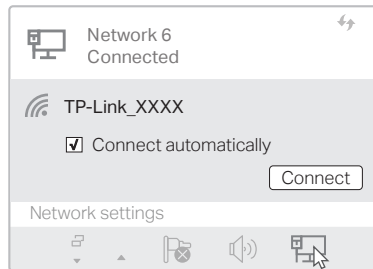 Network 6
Connected
TP-Link_XXXX
Connect automatically
Connect
Network settings